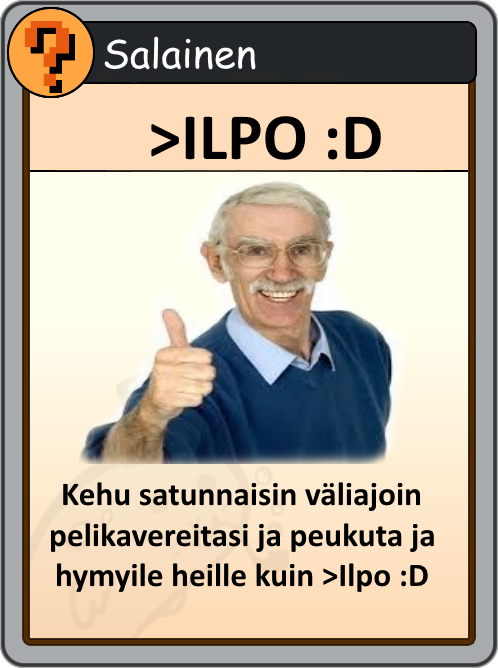 Salainen
>ILPO :D
Kehu satunnaisin väliajoin
pelikavereitasi ja peukuta ja
hymyile heille kuin >Ilpo :D